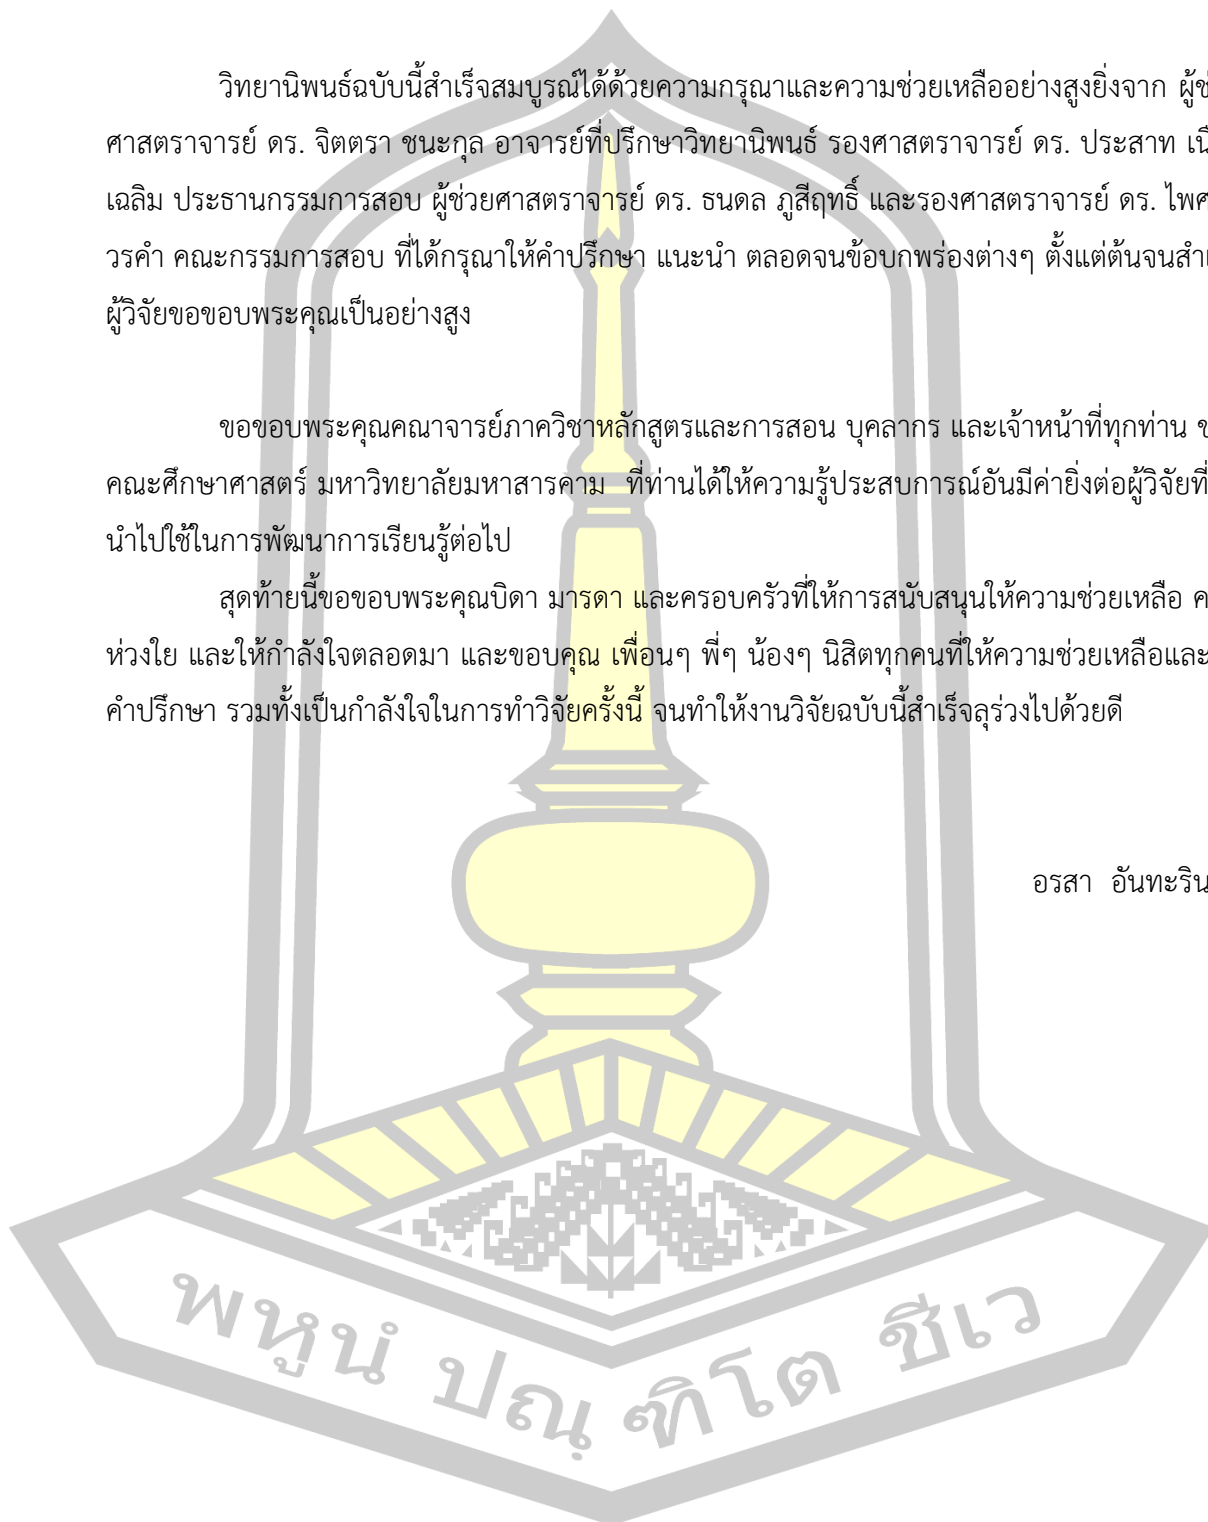 วิทยานิพนธ์ฉบับนี้สำเร็จสมบูรณ์ได้ด้วยความกรุณาและความช่วยเหลืออย่างสูงยิ่งจาก
ศาสตราจารย์ ดร. จิตตรา ชนะกุล อาจารย์ที่ปรึกษาวิทยานิพนธ์ รองศาสตราจารย์ ดร. ประสาท
เฉลิม ประธานกรรมการสอบ ผู้ช่วยศาสตราจารย์ ดร. ธนดล ภูสีฤทธิ์ และรองศาสตราจารย์ ดร.
วรคำ คณะกรรมการสอบ ที่ได้กรุณาให้คำปรึกษา แนะนำ ตลอดจนข้อบกพร่องต่างๆ ตั้งแต่ต้นจน
ผู้วิจัยขอขอบพระคุณเป็นอย่างสูง
ขอขอบพระคุณคณาจารย์ภาควิชาหลักสูตรและการสอน บุคลากร และเจ้าหน้าที่ทุกท่าน
คณะศึกษาศาสตร์ มหาวิทยาลัยมหาสารคาม ที่ท่านได้ให้ความรู้ประสบการณ์อันมีค่ายิ่งต่อผู้วิจัยที่
นำไปใช้ในการพัฒนาการเรียนรู้ต่อไป
สุดท้ายนี้ขอขอบพระคุณบิดา มารดา และครอบครัวที่ให้การสนับสนุนให้ความช่วยเหลือ
ห่วงใย และให้กำลังใจตลอดมา และขอบคุณ เพื่อนๆ พี่ๆ น้องๆ นิสิตทุกคนที่ให้ความช่วยเหลือและ
คำปรึกษา รวมทั้งเป็นกำลังใจในการทำวิจัยครั้งนี้ จนทำให้งานวิจัยฉบับนี้สำเร็จลุร่วงไปด้วยดี
อรสา อันทะริน
พหูนํ ปณฺฑิโต ชีเว